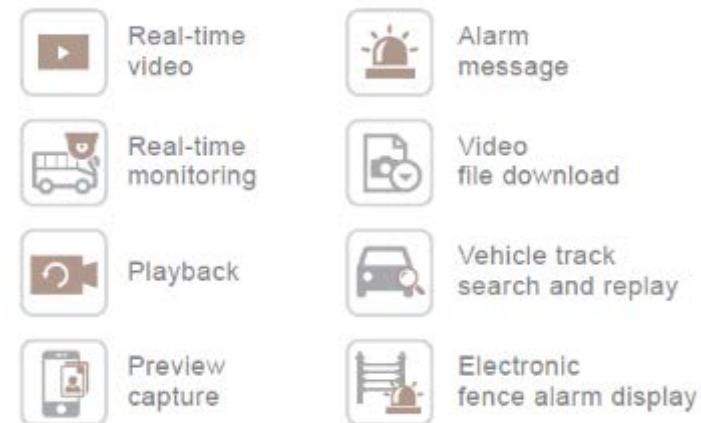 Real-time
video
Alarm
message
Real-time
monitoring
Video
file download
Playback
Vehicle track
search and replay
Preview
capture
Electronic
fence alarm display